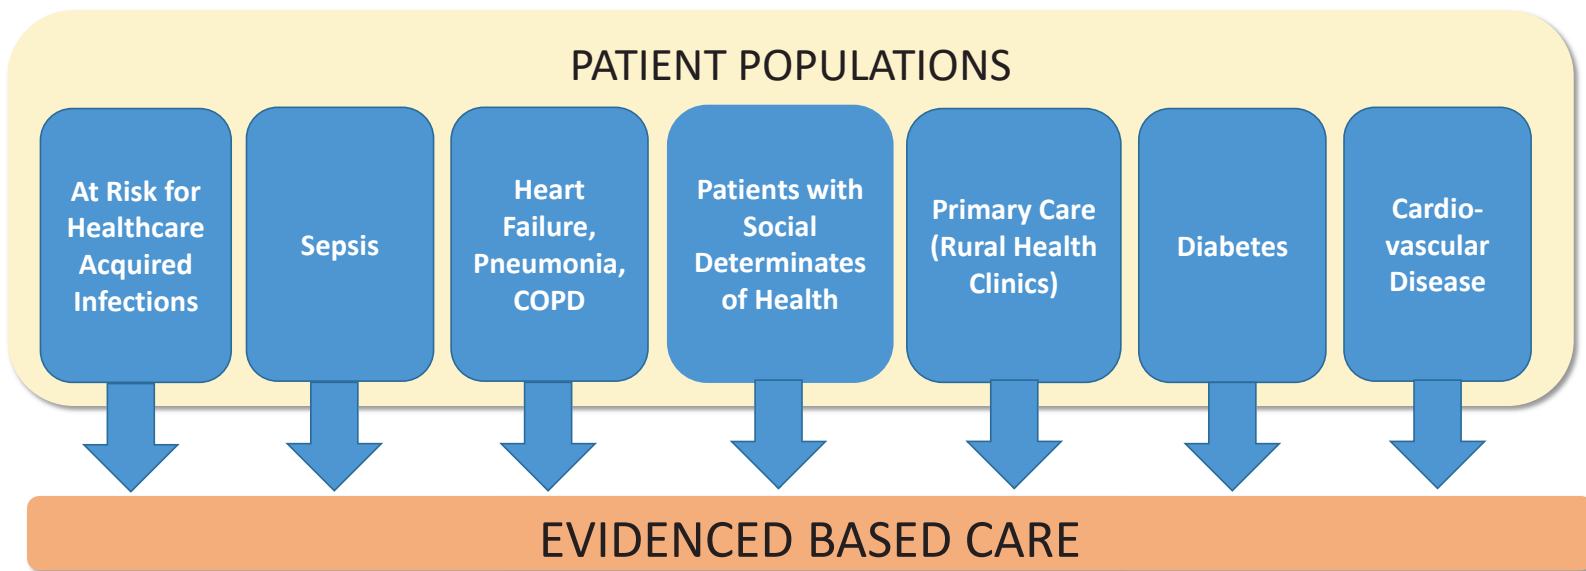 PATIENT POPULATIONS
At Risk for
Healthcare
Acquired
Infections
Sepsis
Heart
Failure,
Pneumonia,
COPD
Patients with
Social
Determinates
of Health
Primary Care
(Rural Health
Clinics)
Diabetes
Cardio-
vascular
Disease
EVIDENCED BASED CARE